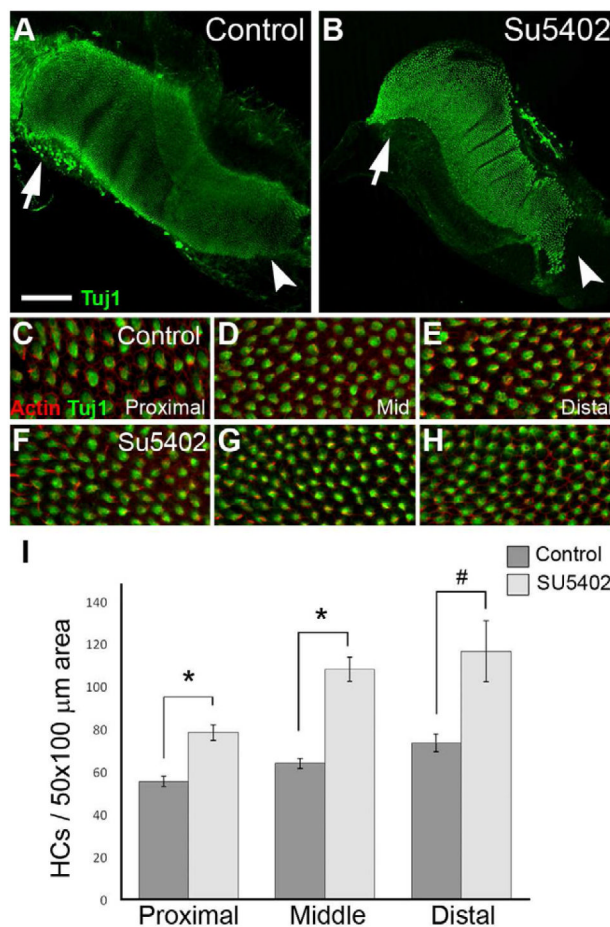 A Control B Su5402
Tuj1
C Control D E
Actin Tuj1 Proximal Mid Distal
F Su5402 G H
I
Control
SU5402
HCs / 50x100 µm area
140
120
100
80
60
40
20
0
* * #
Proximal Middle Distal